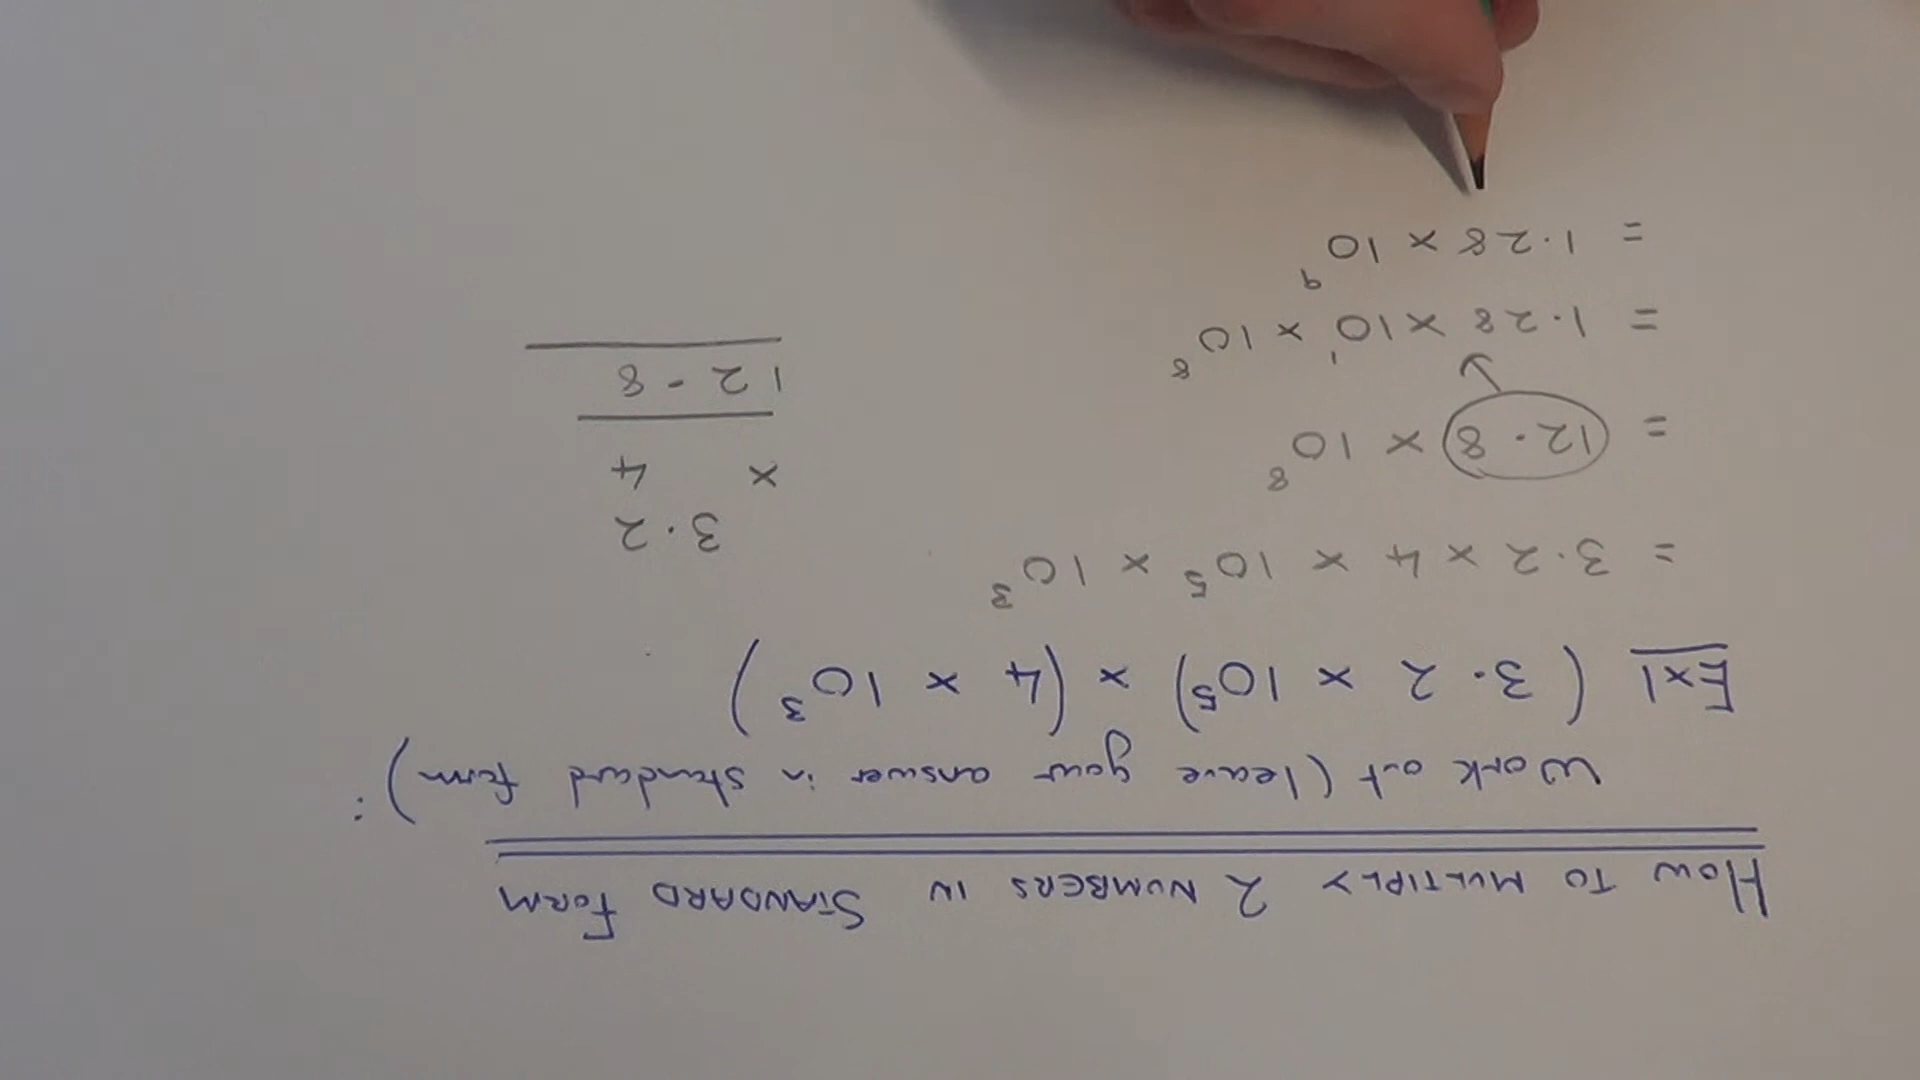 HOW TO MULTIPLY 2 NUMBERS IN STANDARD FORM
Work out (leave your answer in standard form):
Ex1 (3·2 × 10⁵) × (4 × 10³)
= 3·2 × 4 × 10⁵ × 10³
= 12·8 × 10⁸
= 1·28 × 10¹ × 10⁸
= 1·28 × 10⁹
3·2
× 4
12·8